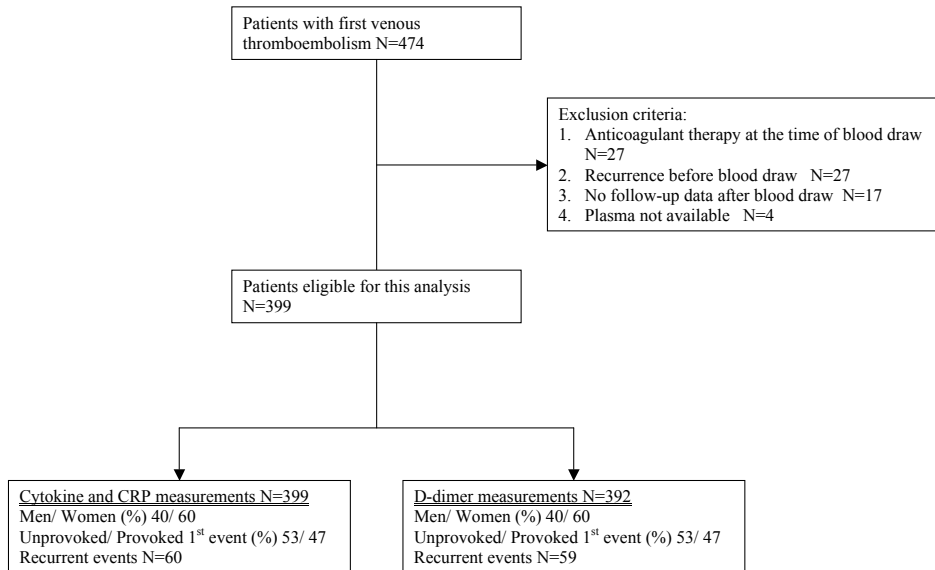 Patients with first venous
thromboembolism N=474
Exclusion criteria:
1. Anticoagulant therapy at the time of blood draw
N=27
2. Recurrence before blood draw N=27
3. No follow-up data after blood draw N=17
4. Plasma not available N=4
Patients eligible for this analysis
N=399
Cytokine and CRP measurements N=399
Men/ Women (%) 40/ 60
Unprovoked/ Provoked 1st event (%) 53/ 47
Recurrent events N=60
D-dimer measurements N=392
Men/ Women (%) 40/ 60
Unprovoked/ Provoked 1st event (%) 53/ 47
Recurrent events N=59